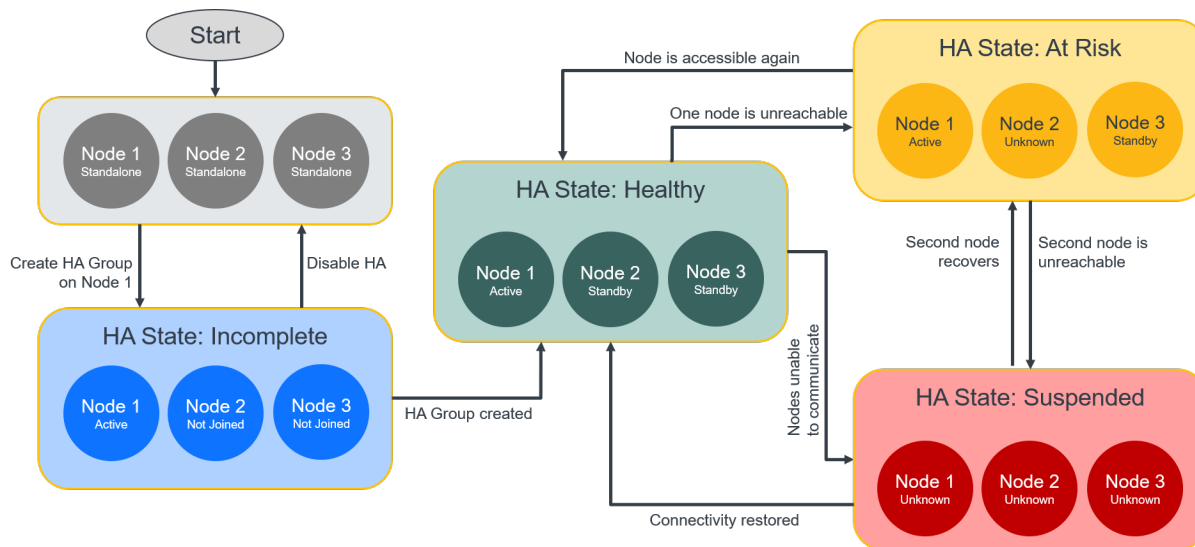 Start
Node 1
Standalone
Node 2
Standalone
Node 3
Standalone
Create HA Group
on Node 1
Disable HA
HA State: Incomplete
Node 1
Active
Node 2
Not Joined
Node 3
Not Joined
HA Group created
HA State: Healthy
Node 1
Active
Node 2
Standby
Node 3
Standby
Node is accessible again
One node is unreachable
HA State: At Risk
Node 1
Active
Node 2
Unknown
Node 3
Standby
Second node
recovers
Second node is
unreachable
Nodes unable
to communicate
Connectivity restored
HA State: Suspended
Node 1
Unknown
Node 2
Unknown
Node 3
Unknown